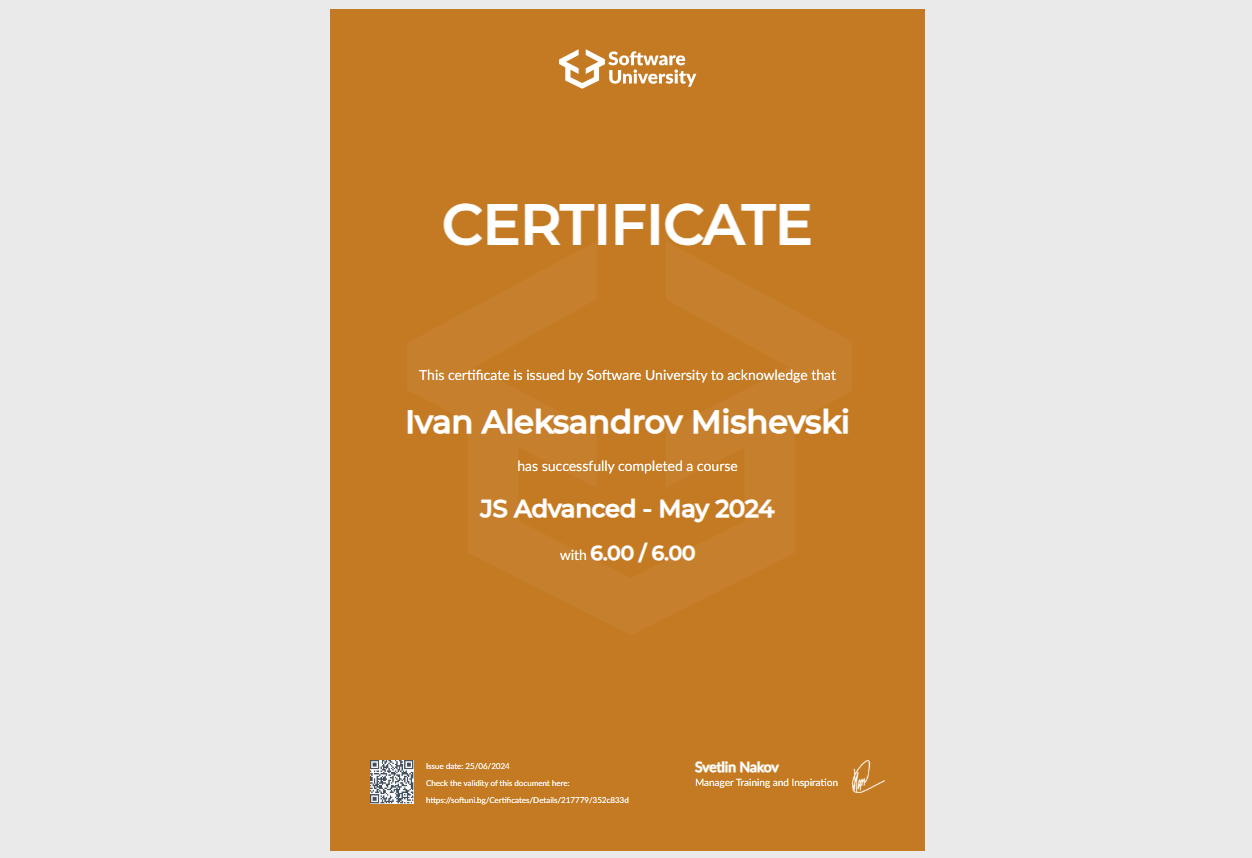 Software
University
CERTIFICATE
This certificate is issued by Software University to acknowledge that
Ivan Aleksandrov Mishevski
has successfully completed a course
JS Advanced - May 2024
with 6.00 / 6.00
Issue date: 25/06/2024
Check the validity of this document here:
https://softuni.bg/Certificates/Details/217779/352c833d
Svetlin Nakov
Manager Training and Inspiration